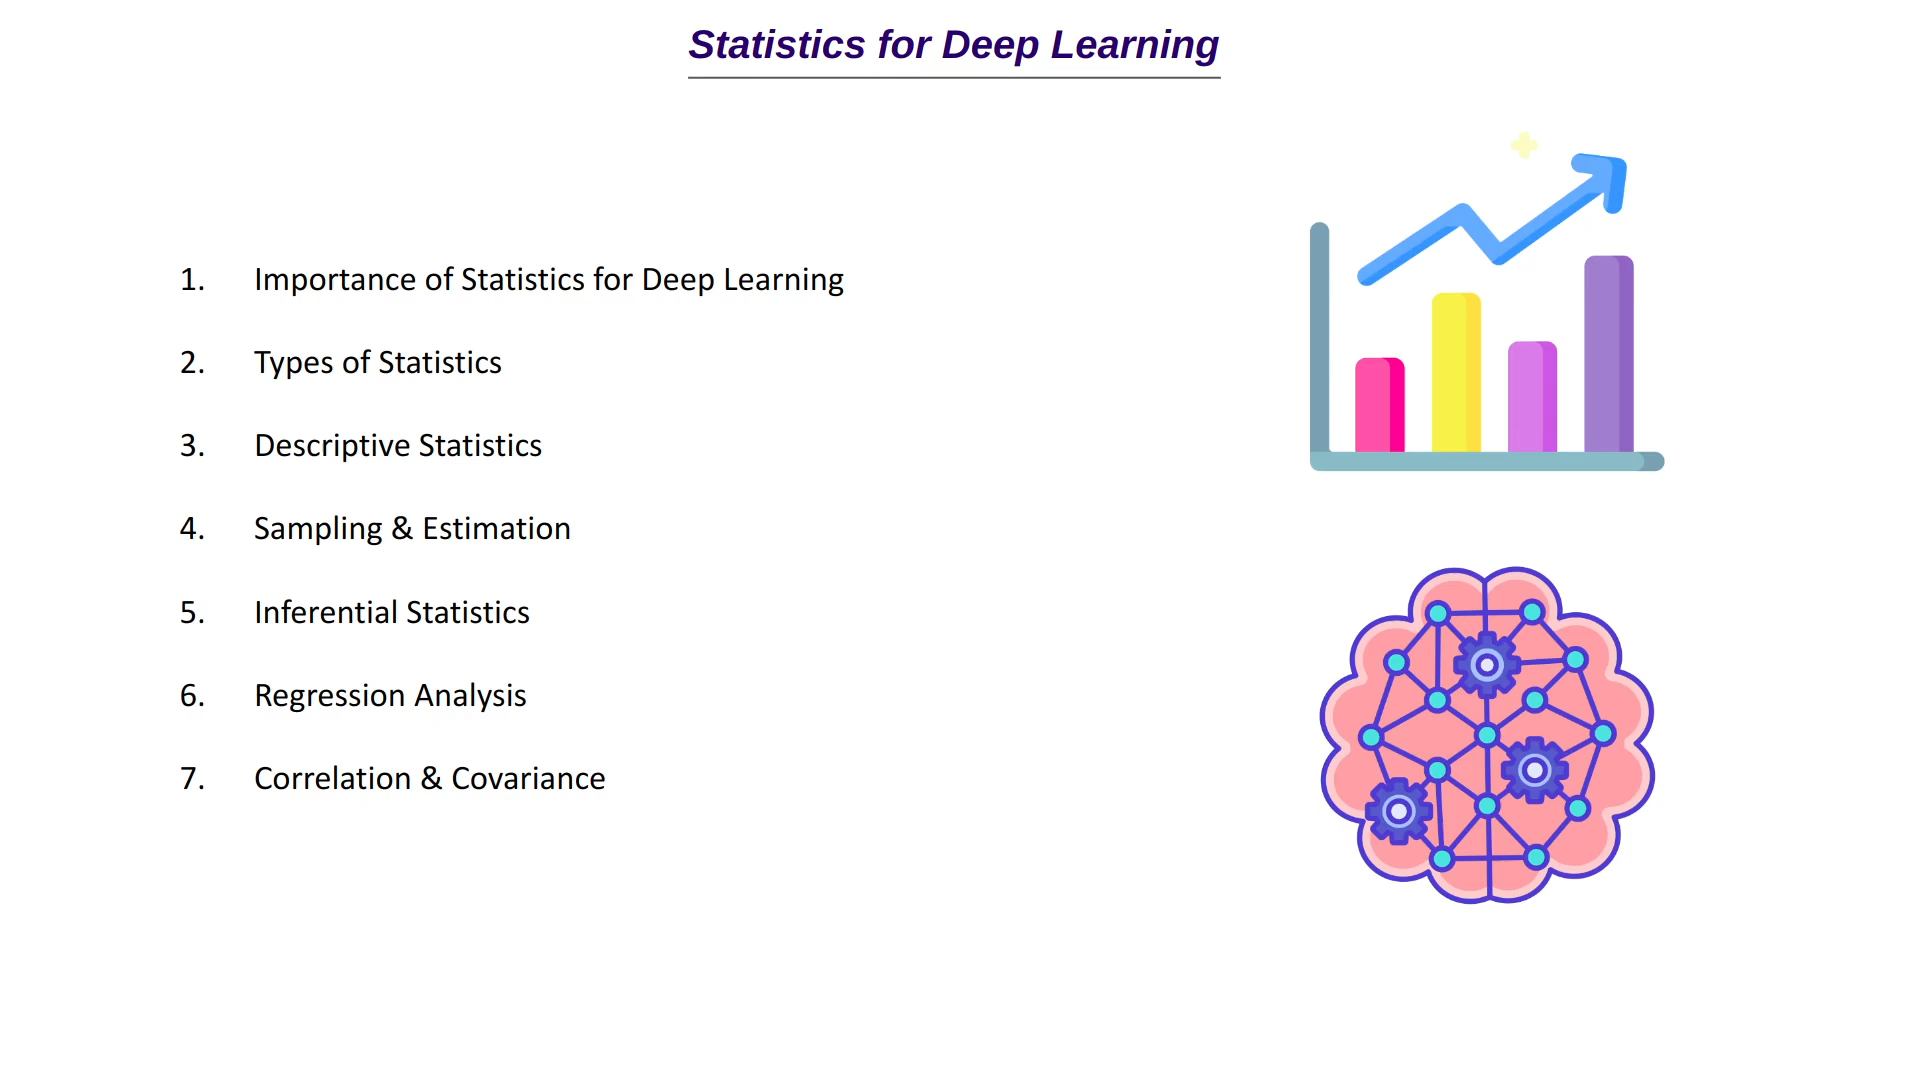 Statistics for Deep Learning
1. Importance of Statistics for Deep Learning
2. Types of Statistics
3. Descriptive Statistics
4. Sampling & Estimation
5. Inferential Statistics
6. Regression Analysis
7. Correlation & Covariance